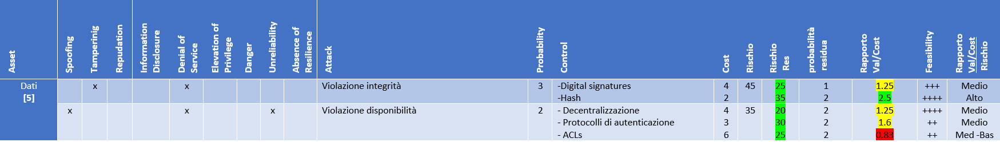 Asset Spoofing Tamperinig Repudation Information Disclosure Denial of Service Elevation of Privilege Danger Unreliability Absence of Resilience Attack Probability Control Cost Rischio Rischio Res probabilità residua Rapporto Val/Cost Feasibility Rapporto Val/Cost Rischio
Dati x x Violazione integrità 3 -Digital signatures 4 45 25 1 1.25 +++ Medio
[5] -Hash 2 35 2 2.5 ++++ Alto
x x x Violazione disponibilità 2 - Decentralizzazione 4 35 20 2 1.25 ++++ Medio
- Protocolli di autenticazione 3 30 2 1.6 ++ Medio
- ACLs 6 25 2 0.83 ++ Med -Bas